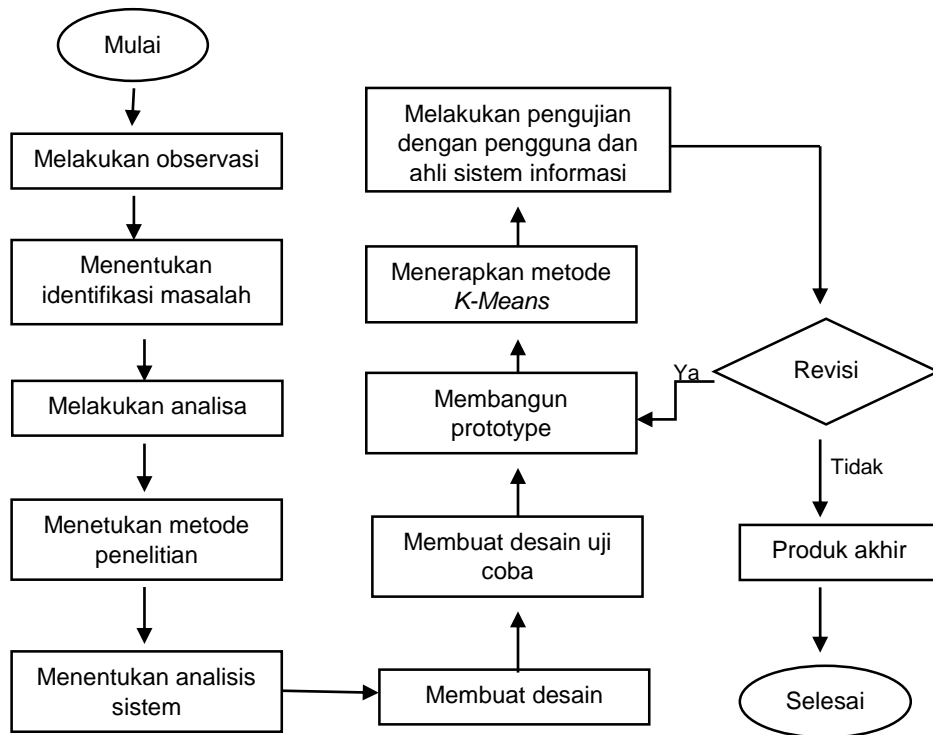 Mulai
Melakukan observasi
Menentukan
identifikasi masalah
Melakukan analisa
Menetukan metode
penelitian
Menentukan analisis
sistem
Membuat desain
Membuat desain uji
coba
Membangun
prototype
Menerapkan metode
K-Means
Melakukan pengujian
dengan pengguna dan
ahli sistem informasi
Revisi
Ya
Tidak
Produk akhir
Selesai